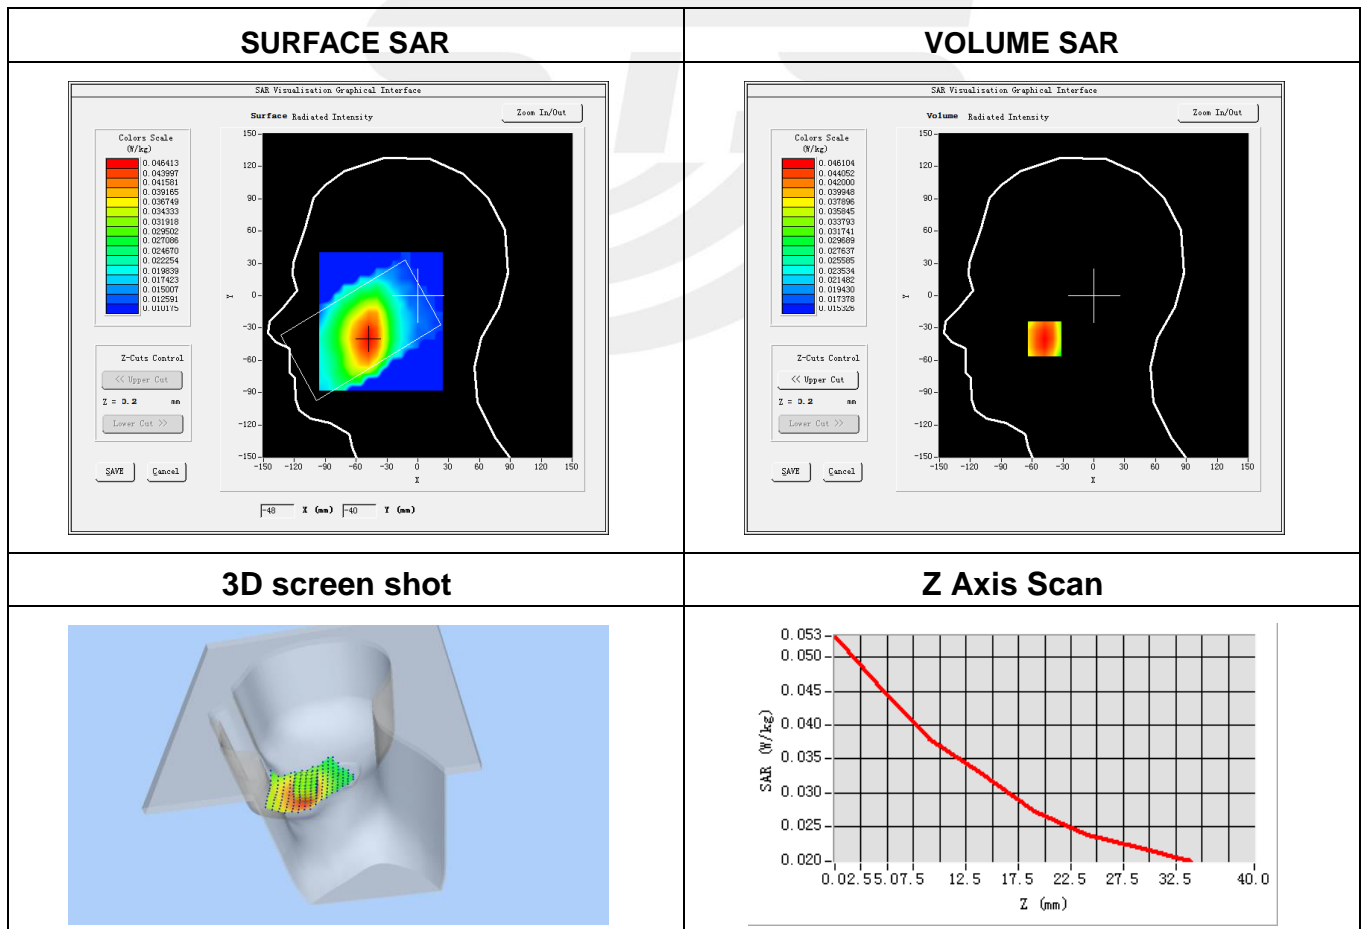 SURFACE SAR
VOLUME SAR
SAR Visualisation Graphical Interface
Surface Radiated Intensity
Zoom In/Out
Colors Scale
(W/kg)
0.046413
0.043997
0.041581
0.039165
0.036749
0.034333
0.031918
0.029502
0.027086
0.024670
0.022254
0.019839
0.017423
0.015007
0.012591
0.010175
Z-Cuts Control
<< Upper Cut
Z = 0.2 mm
Lower Cut >>
SAVE Cancel
150
120
90
60
30
Y 0
-30
-60
-90
-120
-150
-150 -120 -90 -60 -30 0 30 60 90 120 150
X
-48 X (mm) -40 Y (mm)
SAR Visualisation Graphical Interface
Volume Radiated Intensity
Zoom In/Out
Colors Scale
(W/kg)
0.046104
0.044052
0.042000
0.039948
0.037896
0.035845
0.033793
0.031741
0.029689
0.027637
0.025585
0.023534
0.021482
0.019430
0.017378
0.015326
Z-Cuts Control
<< Upper Cut
Z = 0.2 mm
Lower Cut >>
SAVE Cancel
150
120
90
60
30
Y 0
-30
-60
-90
-120
-150
-150 -120 -90 -60 -30 0 30 60 90 120 150
X
3D screen shot
Z Axis Scan
0.053
0.050
0.045
0.040
0.035
0.030
0.025
0.020
SAR (W/kg)
0.02.55.07.5 12.5 17.5 22.5 27.5 32.5 40.0
Z (mm)